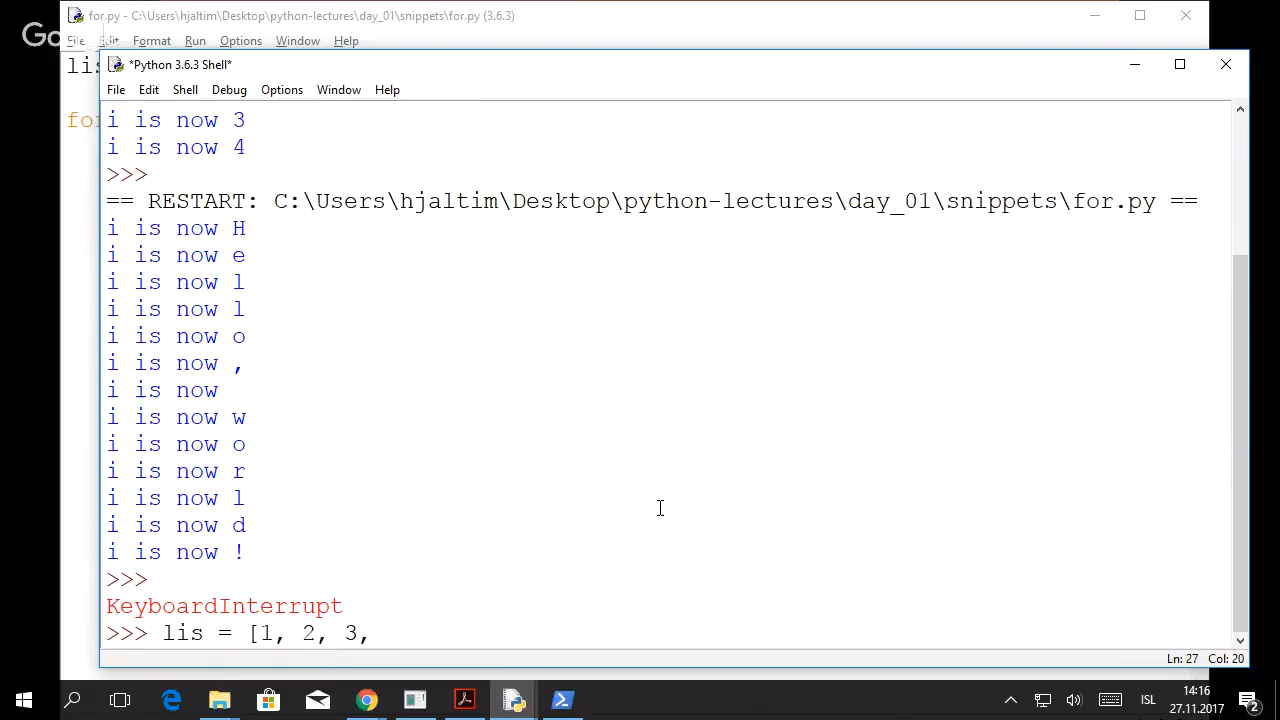 for.py - C:\Users\hjaltim\Desktop\python-lectures\day_01\snippets\for.py (3.6.3)
File Edit Format Run Options Window Help
lis
for
*Python 3.6.3 Shell*
File Edit Shell Debug Options Window Help
i is now 3
i is now 4
>>>
== RESTART: C:\Users\hjaltim\Desktop\python-lectures\day_01\snippets\for.py ==
i is now H
i is now e
i is now l
i is now l
i is now o
i is now ,
i is now
i is now w
i is now o
i is now r
i is now l
i is now d
i is now !
>>>
KeyboardInterrupt
>>> lis = [1, 2, 3,
Ln: 27 Col: 20
ISL
14:16
27.11.2017
2